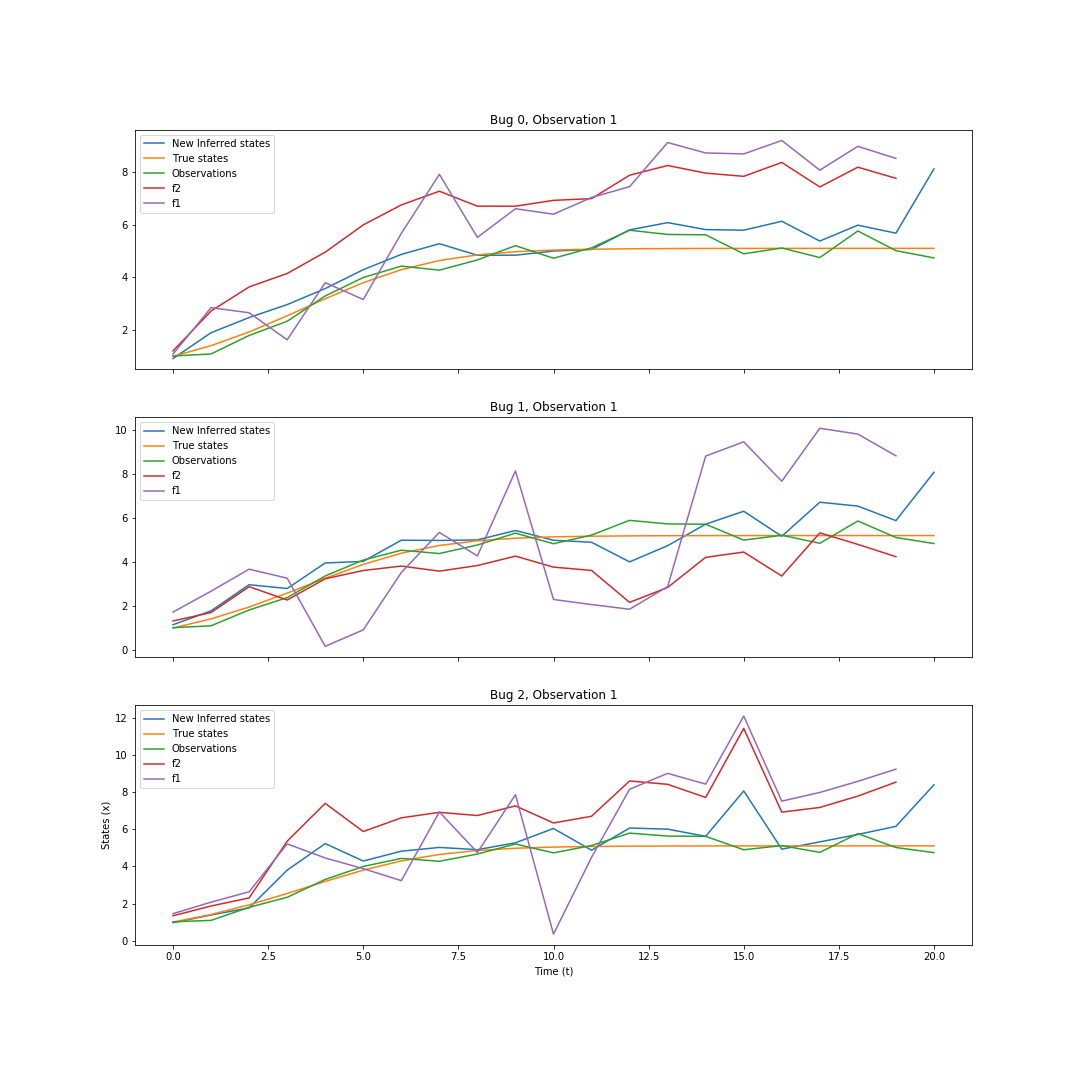 Bug 0, Observation 1
New Inferred states
True states
Observations
f2
f1
8
6
4
2
Bug 1, Observation 1
New Inferred states
True states
Observations
f2
f1
10
8
6
4
2
0
Bug 2, Observation 1
New Inferred states
True states
Observations
f2
f1
12
10
8
6
4
2
0
States (x)
0.0 2.5 5.0 7.5 10.0 12.5 15.0 17.5 20.0
Time (t)